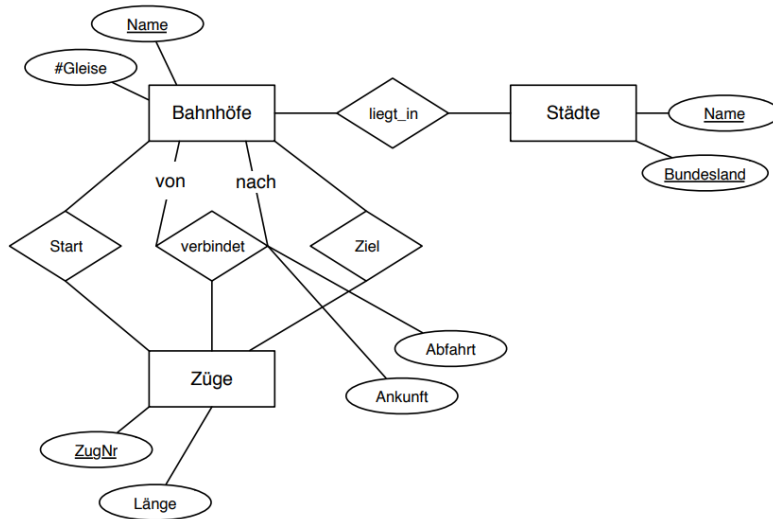 Name
#Gleise
Bahnhöfe
liegt_in
Städte
Name
Bundesland
von
nach
Start
verbindet
Ziel
Abfahrt
Züge
Ankunft
ZugNr
Länge